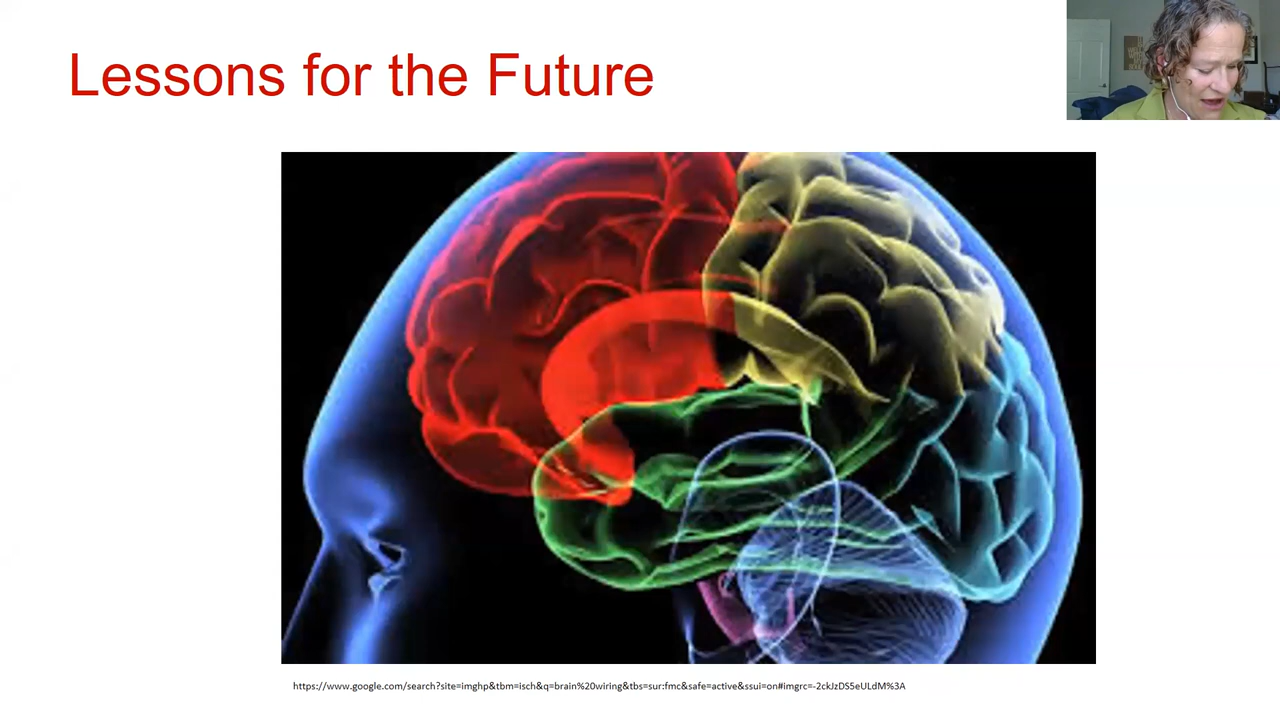 Lessons for the Future
https://www.google.com/search?site=imghp&tbm=isch&q=brain%20wiring&tbs=sur:fmc&safe=active&ssui=on#imgrc=-2ckJzDS5eULdM%3A